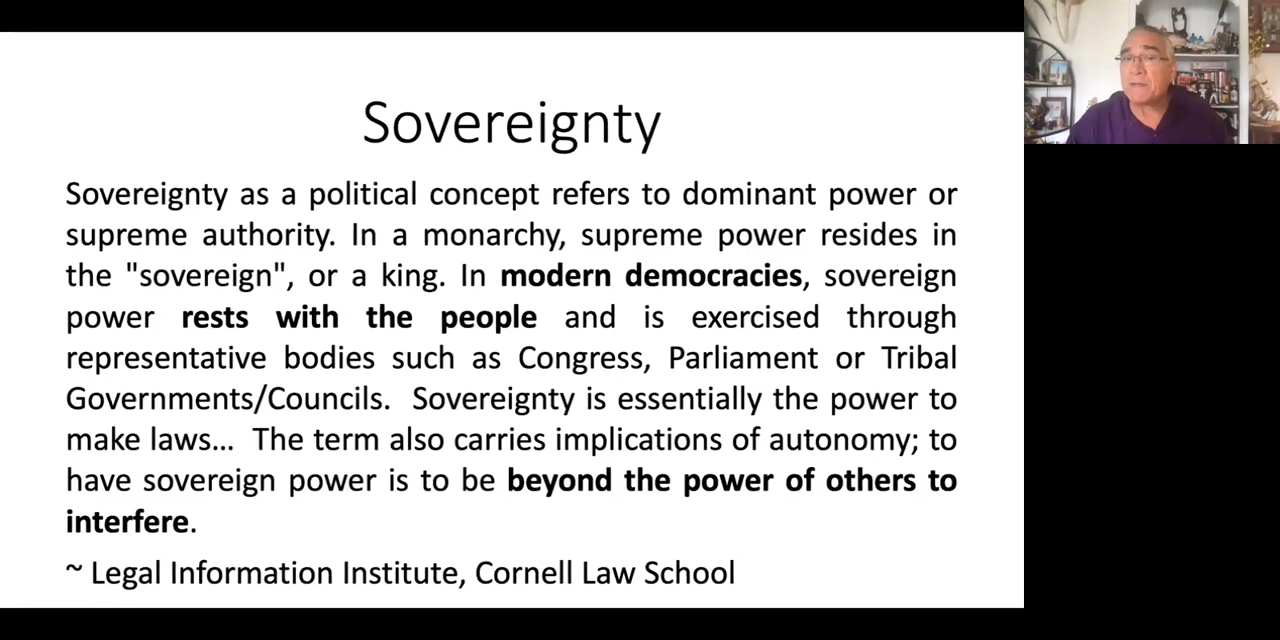 Sovereignty
Sovereignty as a political concept refers to dominant power or
supreme authority. In a monarchy, supreme power resides in
the "sovereign", or a king. In modern democracies, sovereign
power rests with the people and is exercised through
representative bodies such as Congress, Parliament or Tribal
Governments/Councils.  Sovereignty is essentially the power to
make laws…  The term also carries implications of autonomy; to
have sovereign power is to be beyond the power of others to
interfere.
~ Legal Information Institute, Cornell Law School